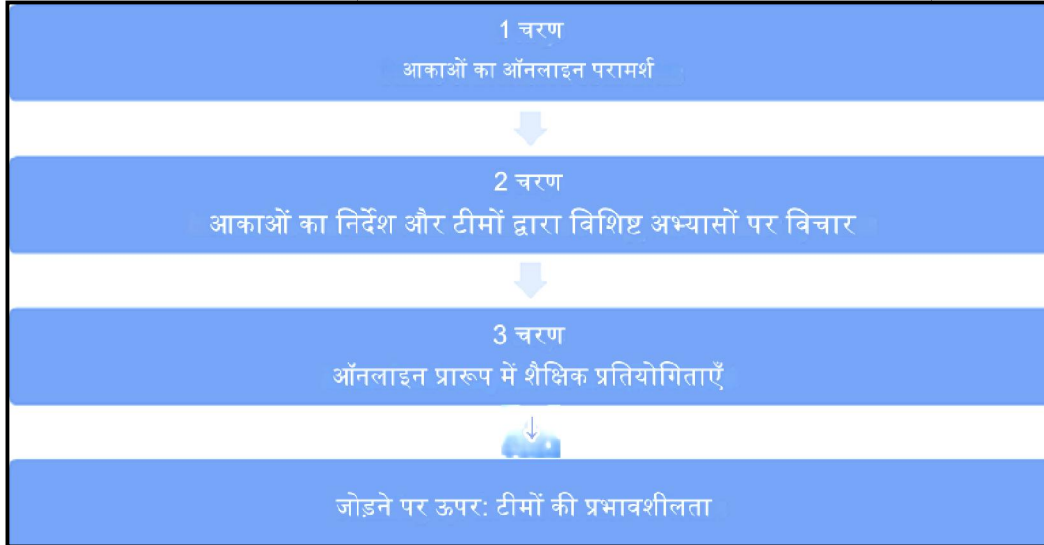 1 चरण
आकाओं का ऑनलाइन परामर्श
2 चरण
आकाओं का निर्देश और टीमों द्वारा विशिष्ट अभ्यासों पर विचार
3 चरण
ऑनलाइन प्रारूप में शैक्षिक प्रतियोगिताएँ
जोड़ने पर ऊपर: टीमों की प्रभावशीलता